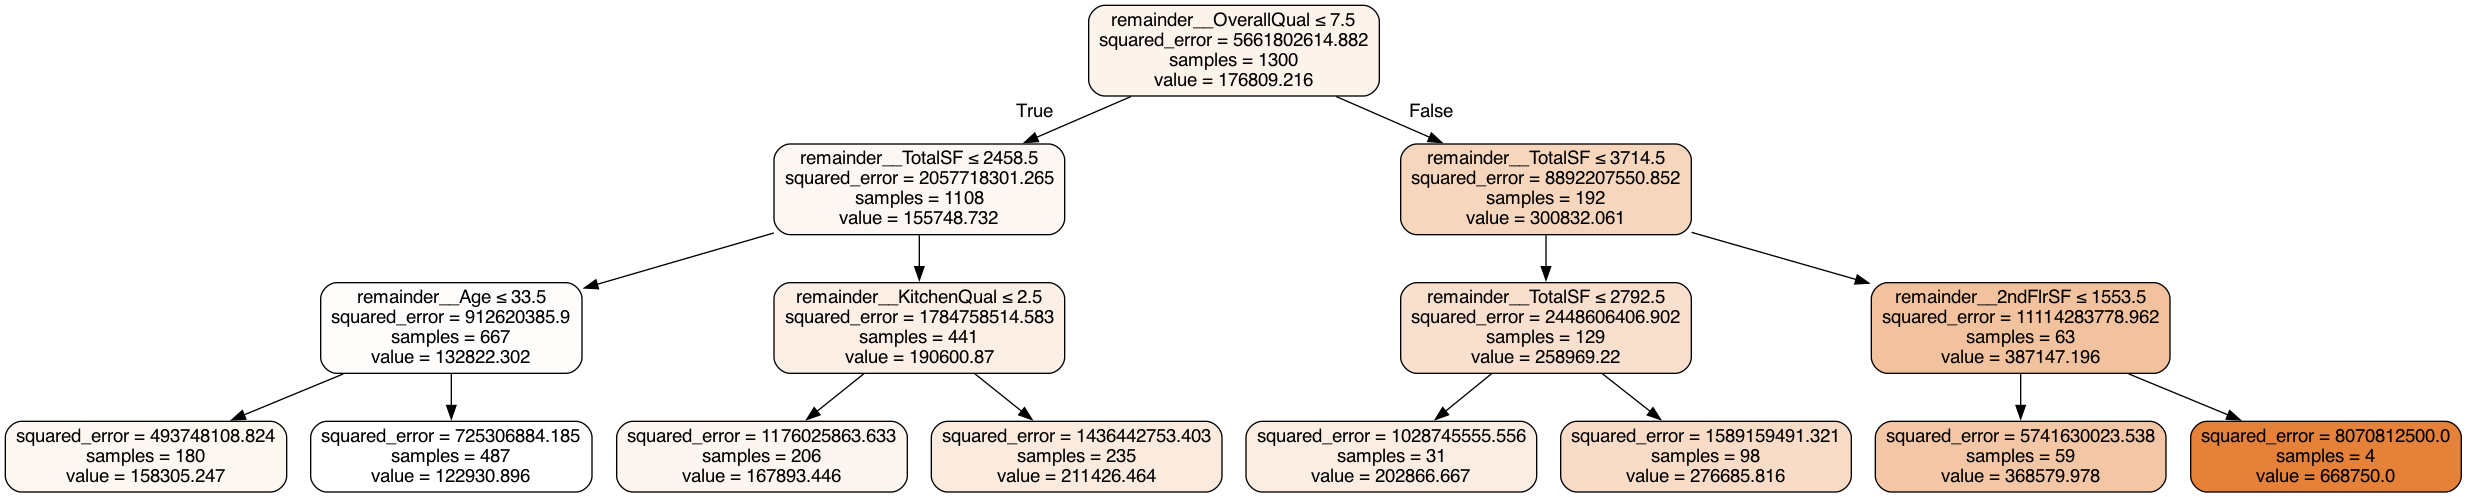 remainder__OverallQual ≤ 7.5
squared_error = 5661802614.882
samples = 1300
value = 176809.216
True
False
remainder__TotalSF ≤ 2458.5
squared_error = 2057718301.265
samples = 1108
value = 155748.732
remainder__TotalSF ≤ 3714.5
squared_error = 8892207550.852
samples = 192
value = 300832.061
remainder__Age ≤ 33.5
squared_error = 912620385.9
samples = 667
value = 132822.302
remainder__KitchenQual ≤ 2.5
squared_error = 1784758514.583
samples = 441
value = 190600.87
remainder__TotalSF ≤ 2792.5
squared_error = 2448606406.902
samples = 129
value = 258969.22
remainder__2ndFlrSF ≤ 1553.5
squared_error = 11114283778.962
samples = 63
value = 387147.196
squared_error = 493748108.824
samples = 180
value = 158305.247
squared_error = 725306884.185
samples = 487
value = 122930.896
squared_error = 1176025863.633
samples = 206
value = 167893.446
squared_error = 1436442753.403
samples = 235
value = 211426.464
squared_error = 1028745555.556
samples = 31
value = 202866.667
squared_error = 1589159491.321
samples = 98
value = 276685.816
squared_error = 5741630023.538
samples = 59
value = 368579.978
squared_error = 8070812500.0
samples = 4
value = 668750.0